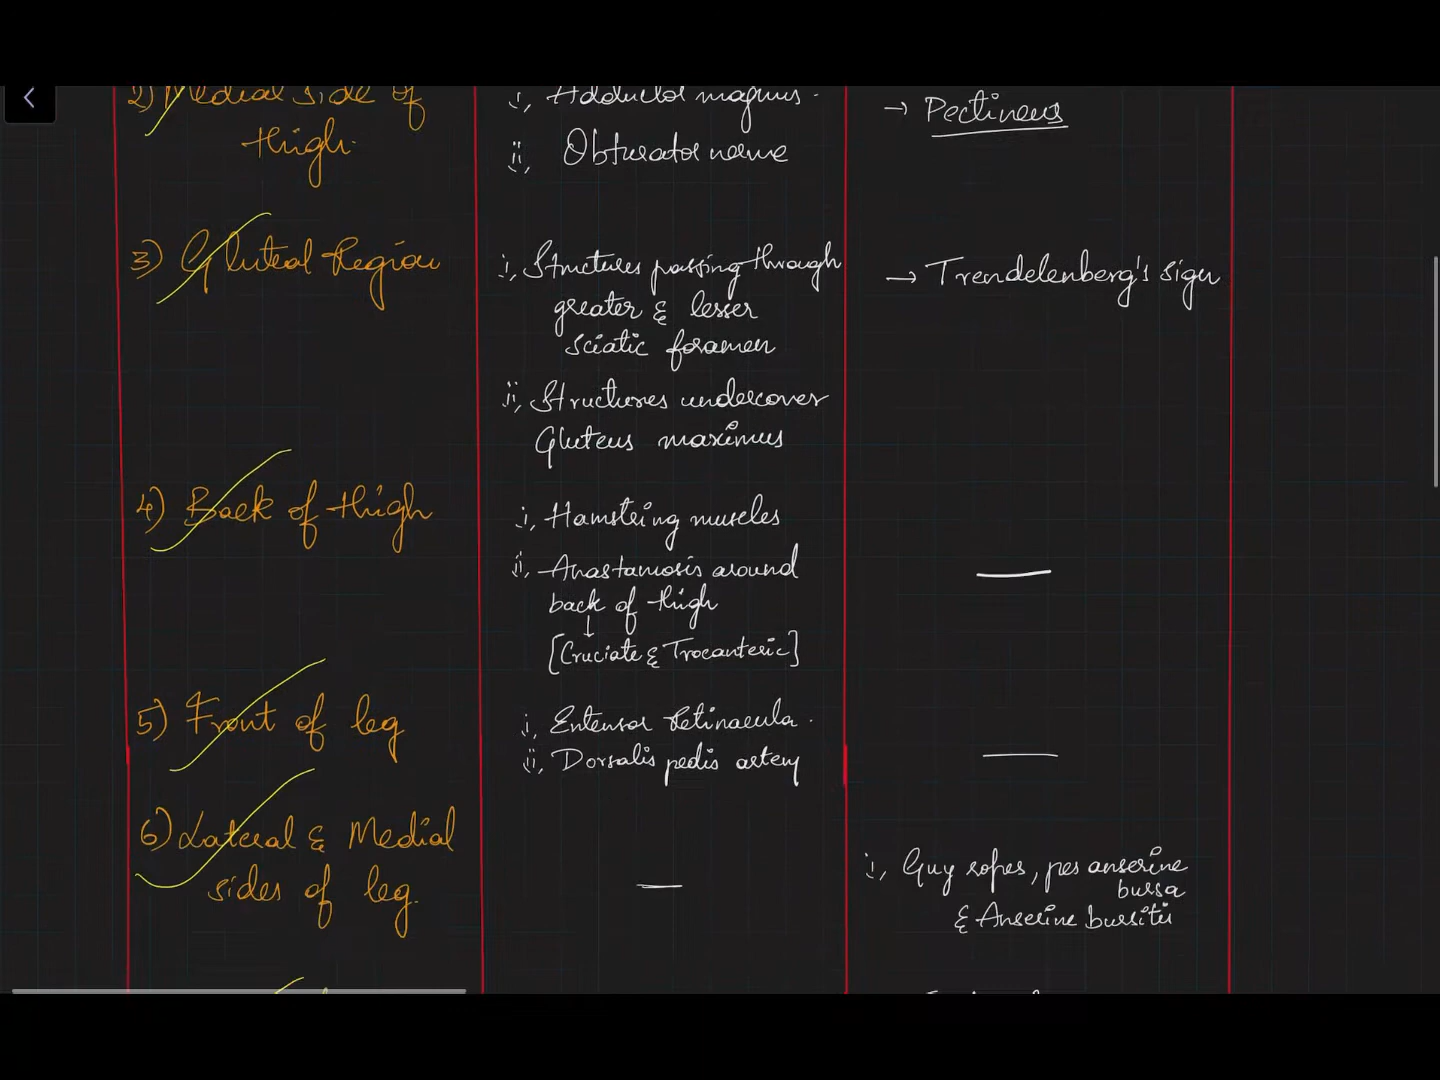 2) Medial side of
thigh.
i, Adductor magnus.
ii, Obturator nerve
→ Pectineus
3) Gluteal Region
i, Structures passing through
greater & lesser
sciatic foramen
ii, Structures undercover
Gluteus maximus
→ Trendelenberg's sign
4) Back of thigh
i, Hamstring muscles
ii, Anastamosis around
back of thigh
↓
[Cruciate & Trocanteric]
5) Front of leg
i, Extensor Retinacula.
ii, Dorsalis pedis artery
6) Lateral & Medial
sides of leg.
i, Guy ropes, pes anserine
bursa
& Anserine bursitis